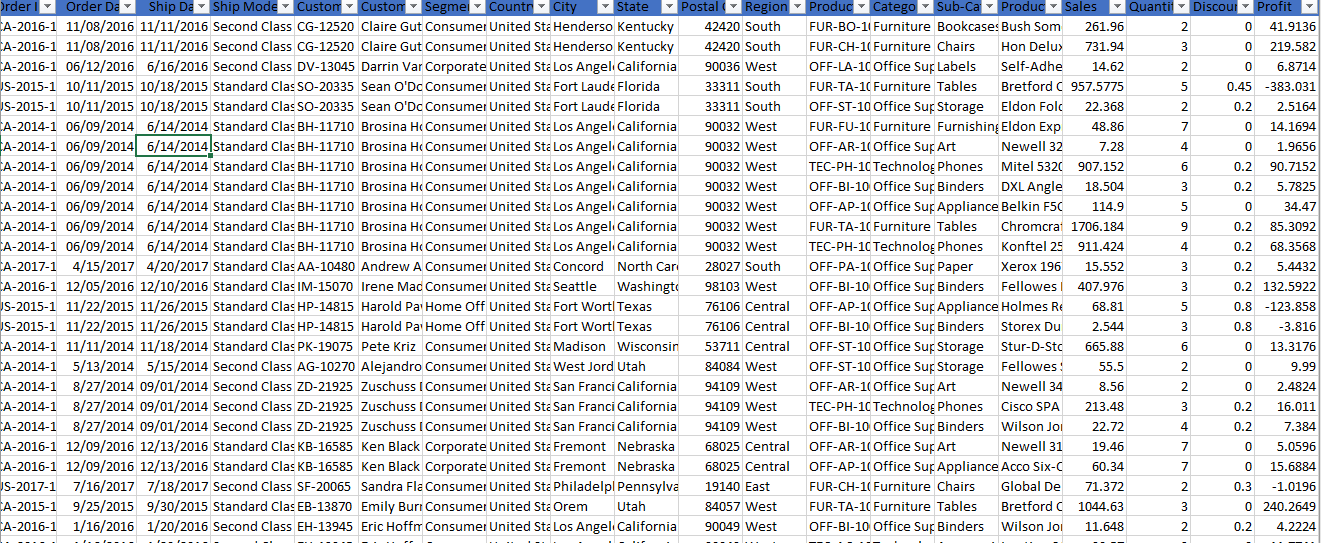 Order I Order Da Ship Da Ship Mode Custom Custom Segmen Countr City State Postal C Region Produc Catego Sub-Ca Produc Sales Quanti Discou Profit
CA-2016-1 11/08/2016 11/11/2016 Second Class CG-12520 Claire Gut Consumer United Sta Henderso Kentucky 42420 South FUR-BO-10 Furniture Bookcases Bush Som 261.96 2 0 41.9136
CA-2016-1 11/08/2016 11/11/2016 Second Class CG-12520 Claire Gut Consumer United Sta Henderso Kentucky 42420 South FUR-CH-10 Furniture Chairs Hon Delux 731.94 3 0 219.582
CA-2016-1 06/12/2016 6/16/2016 Second Class DV-13045 Darrin Var Corporate United Sta Los Angel California 90036 West OFF-LA-10 Office Sup Labels Self-Adhe 14.62 2 0 6.8714
US-2015-1 10/11/2015 10/18/2015 Standard Clas SO-20335 Sean O'Do Consumer United Sta Fort Laude Florida 33311 South FUR-TA-10 Furniture Tables Bretford C 957.5775 5 0.45 -383.031
US-2015-1 10/11/2015 10/18/2015 Standard Clas SO-20335 Sean O'Do Consumer United Sta Fort Laude Florida 33311 South OFF-ST-10 Office Sup Storage Eldon Fold 22.368 2 0.2 2.5164
CA-2014-1 06/09/2014 6/14/2014 Standard Clas BH-11710 Brosina Ho Consumer United Sta Los Angel California 90032 West FUR-FU-10 Furniture Furnishing Eldon Exp 48.86 7 0 14.1694
CA-2014-1 06/09/2014 6/14/2014 Standard Clas BH-11710 Brosina Ho Consumer United Sta Los Angel California 90032 West OFF-AR-10 Office Sup Art Newell 32 7.28 4 0 1.9656
CA-2014-1 06/09/2014 6/14/2014 Standard Clas BH-11710 Brosina Ho Consumer United Sta Los Angel California 90032 West TEC-PH-10 Technolog Phones Mitel 5320 907.152 6 0.2 90.7152
CA-2014-1 06/09/2014 6/14/2014 Standard Clas BH-11710 Brosina Ho Consumer United Sta Los Angel California 90032 West OFF-BI-10 Office Sup Binders DXL Angle 18.504 3 0.2 5.7825
CA-2014-1 06/09/2014 6/14/2014 Standard Clas BH-11710 Brosina Ho Consumer United Sta Los Angel California 90032 West OFF-AP-10 Office Sup Appliance Belkin F5C 114.9 5 0 34.47
CA-2014-1 06/09/2014 6/14/2014 Standard Clas BH-11710 Brosina Ho Consumer United Sta Los Angel California 90032 West FUR-TA-10 Furniture Tables Chromcra 1706.184 9 0.2 85.3092
CA-2014-1 06/09/2014 6/14/2014 Standard Clas BH-11710 Brosina Ho Consumer United Sta Los Angel California 90032 West TEC-PH-10 Technolog Phones Konftel 25 911.424 4 0.2 68.3568
CA-2017-1 4/15/2017 4/20/2017 Standard Clas AA-10480 Andrew A Consumer United Sta Concord North Car 28027 South OFF-PA-10 Office Sup Paper Xerox 196 15.552 3 0.2 5.4432
CA-2016-1 12/05/2016 12/10/2016 Standard Clas IM-15070 Irene Mad Consumer United Sta Seattle Washingto 98103 West OFF-BI-10 Office Sup Binders Fellowes 407.976 3 0.2 132.5922
US-2015-1 11/22/2015 11/26/2015 Standard Clas HP-14815 Harold Pav Home Off United Sta Fort Wort Texas 76106 Central OFF-AP-10 Office Sup Appliance Holmes Re 68.81 5 0.8 -123.858
US-2015-1 11/22/2015 11/26/2015 Standard Clas HP-14815 Harold Pav Home Off United Sta Fort Wort Texas 76106 Central OFF-BI-10 Office Sup Binders Storex Du 2.544 3 0.8 -3.816
CA-2014-1 11/11/2014 11/18/2014 Standard Clas PK-19075 Pete Kriz Consumer United Sta Madison Wisconsin 53711 Central OFF-ST-10 Office Sup Storage Stur-D-Sto 665.88 6 0 13.3176
CA-2014-1 5/13/2014 5/15/2014 Second Class AG-10270 Alejandro Consumer United Sta West Jord Utah 84084 West OFF-ST-10 Office Sup Storage Fellowes 55.5 2 0 9.99
CA-2014-1 8/27/2014 09/01/2014 Second Class ZD-21925 Zuschuss Consumer United Sta San Franci California 94109 West OFF-AR-10 Office Sup Art Newell 34 8.56 2 0 2.4824
CA-2014-1 8/27/2014 09/01/2014 Second Class ZD-21925 Zuschuss Consumer United Sta San Franci California 94109 West TEC-PH-10 Technolog Phones Cisco SPA 213.48 3 0.2 16.011
CA-2014-1 8/27/2014 09/01/2014 Second Class ZD-21925 Zuschuss Consumer United Sta San Franci California 94109 West OFF-BI-10 Office Sup Binders Wilson Jo 22.72 4 0.2 7.384
CA-2016-1 12/09/2016 12/13/2016 Standard Clas KB-16585 Ken Black Corporate United Sta Fremont Nebraska 68025 Central OFF-AR-10 Office Sup Art Newell 31 19.46 7 0 5.0596
CA-2016-1 12/09/2016 12/13/2016 Standard Clas KB-16585 Ken Black Corporate United Sta Fremont Nebraska 68025 Central OFF-AP-10 Office Sup Appliance Acco Six-O 60.34 7 0 15.6884
US-2017-1 7/16/2017 7/18/2017 Second Class SF-20065 Sandra Fla Consumer United Sta Philadelp Pennsylva 19140 East FUR-CH-10 Furniture Chairs Global De 71.372 2 0.3 -1.0196
CA-2015-1 9/25/2015 9/30/2015 Standard Clas EB-13870 Emily Burn Consumer United Sta Orem Utah 84057 West FUR-TA-10 Furniture Tables Bretford C 1044.63 3 0 240.2649
CA-2016-1 1/16/2016 1/20/2016 Second Class EH-13945 Eric Hoffm Consumer United Sta Los Angel California 90049 West OFF-BI-10 Office Sup Binders Wilson Jo 11.648 2 0.2 4.2224